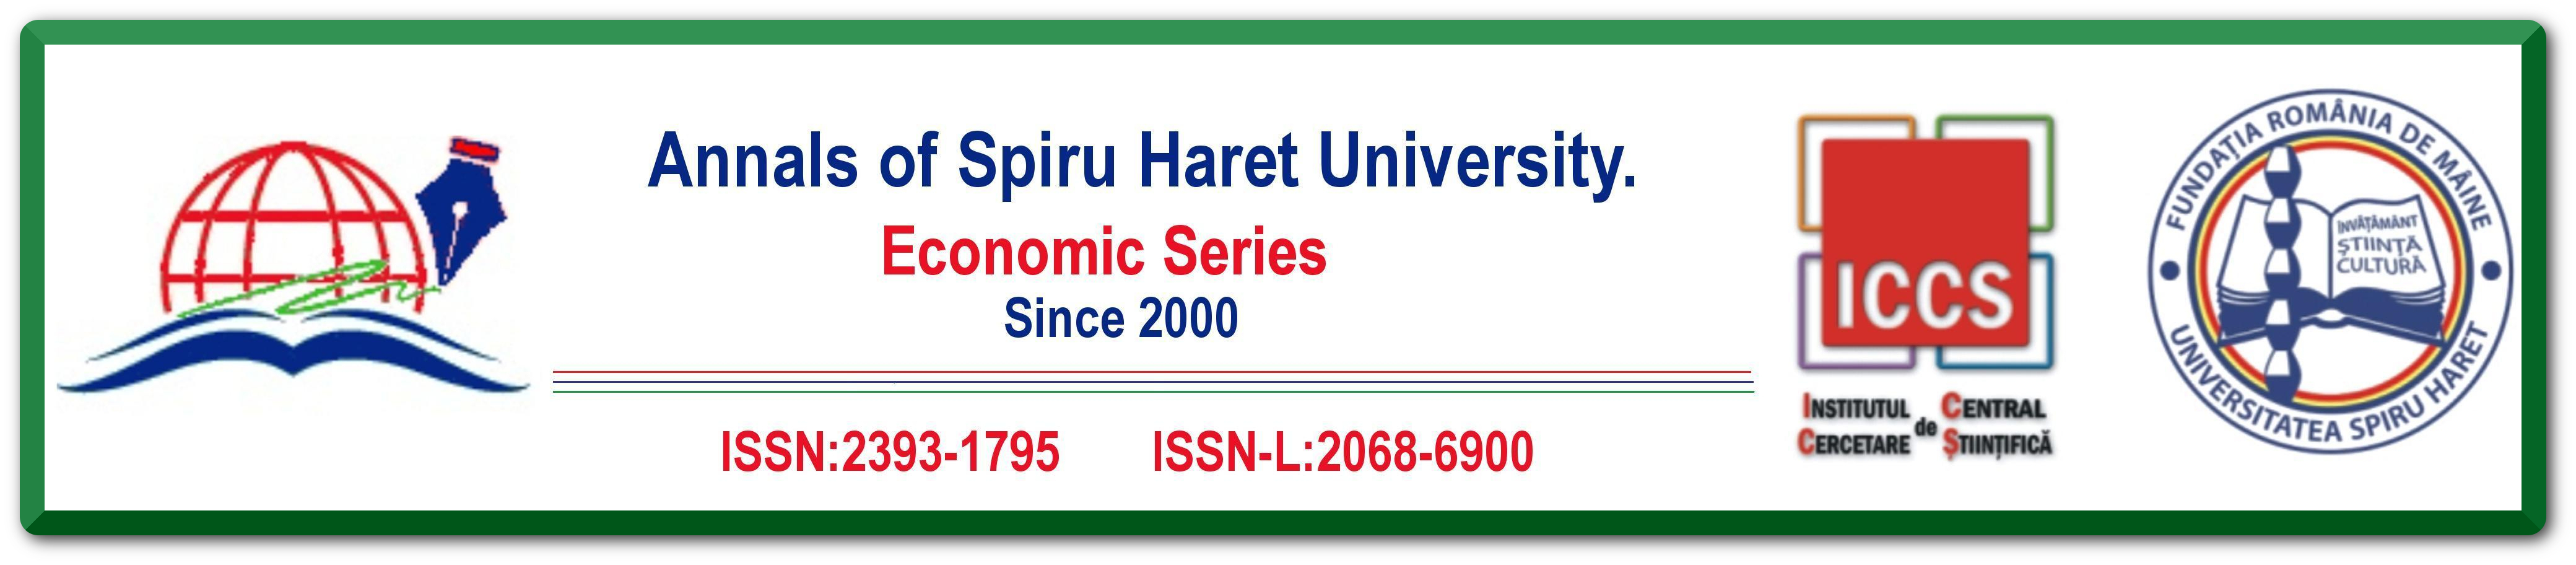 Annals of Spiru Haret University.
Economic Series
Since 2000
ISSN:2393-1795 ISSN-L:2068-6900
ICCS
INSTITUTUL CENTRAL
de
CERCETARE ȘTIINȚIFICĂ
FUNDAȚIA ROMÂNIA DE MÂINE
ÎNVĂȚĂMÂNT
ȘTIINȚĂ
CULTURĂ
UNIVERSITATEA SPIRU HARET